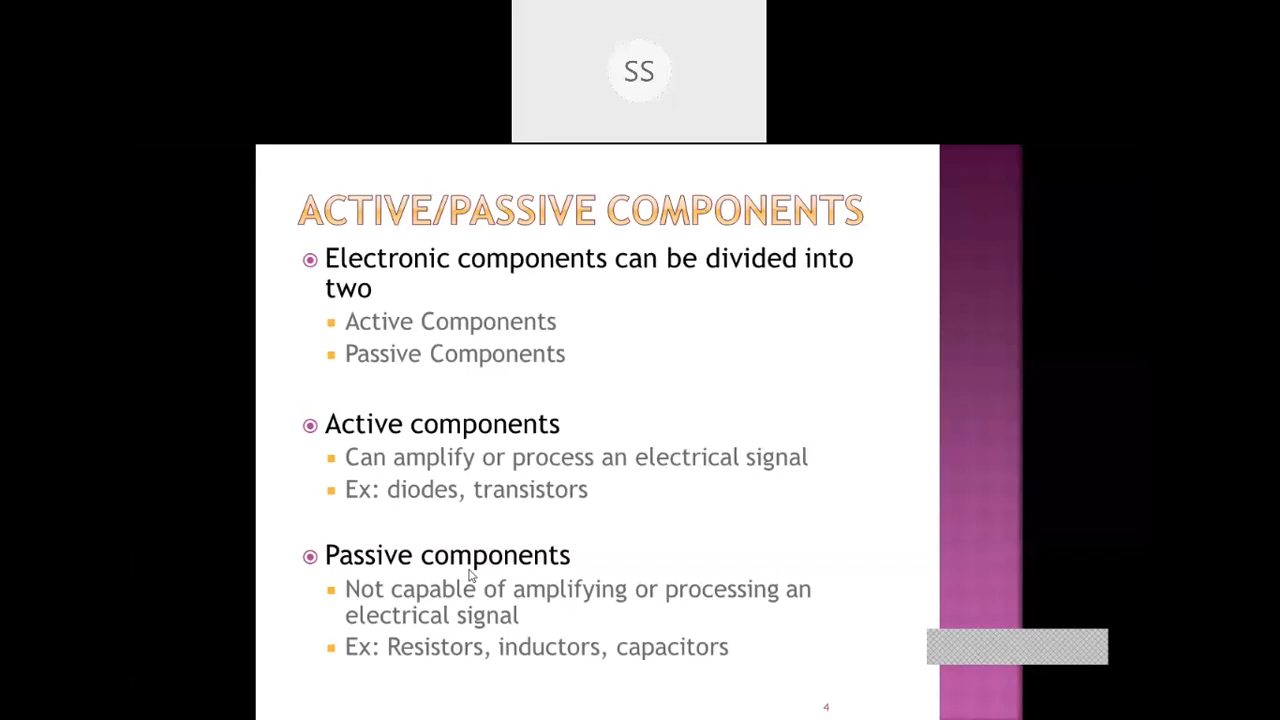 SS
ACTIVE/PASSIVE COMPONENTS
Electronic components can be divided into
two
Active Components
Passive Components
Active components
Can amplify or process an electrical signal
Ex: diodes, transistors
Passive components
Not capable of amplifying or processing an
electrical signal
Ex: Resistors, inductors, capacitors
4